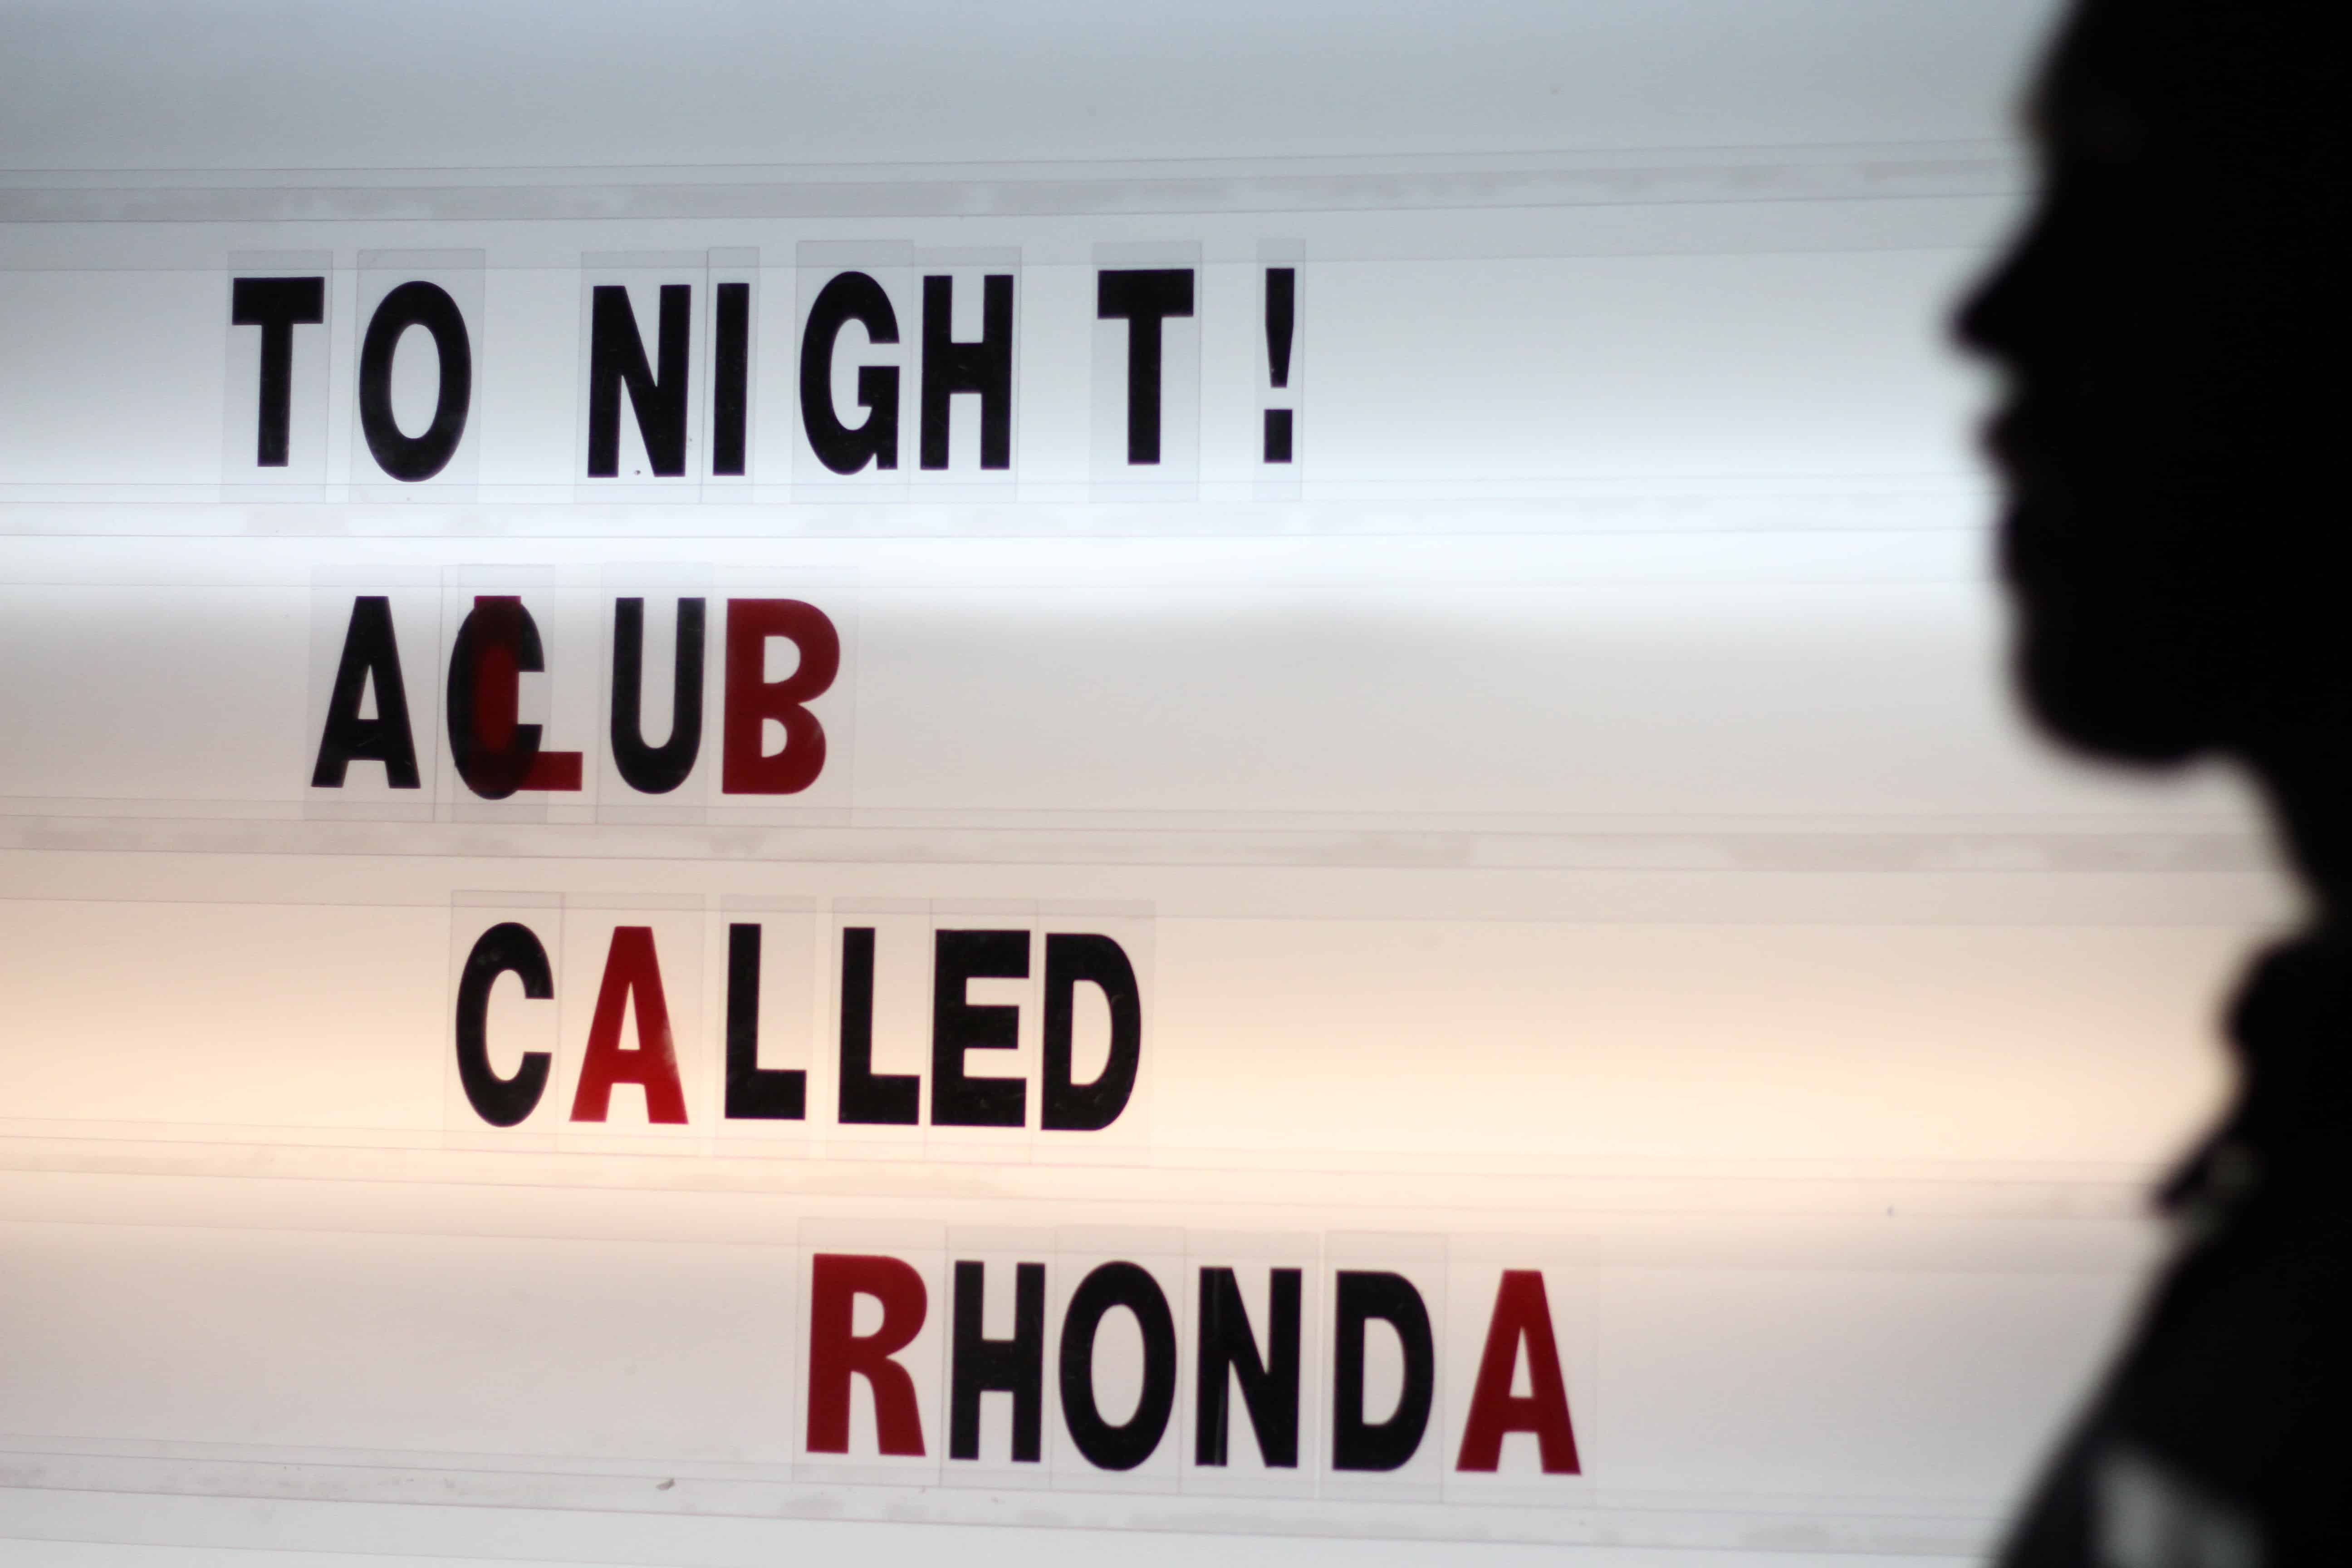 TO NIGHT!
A CLUB
CALLED
RHONDA